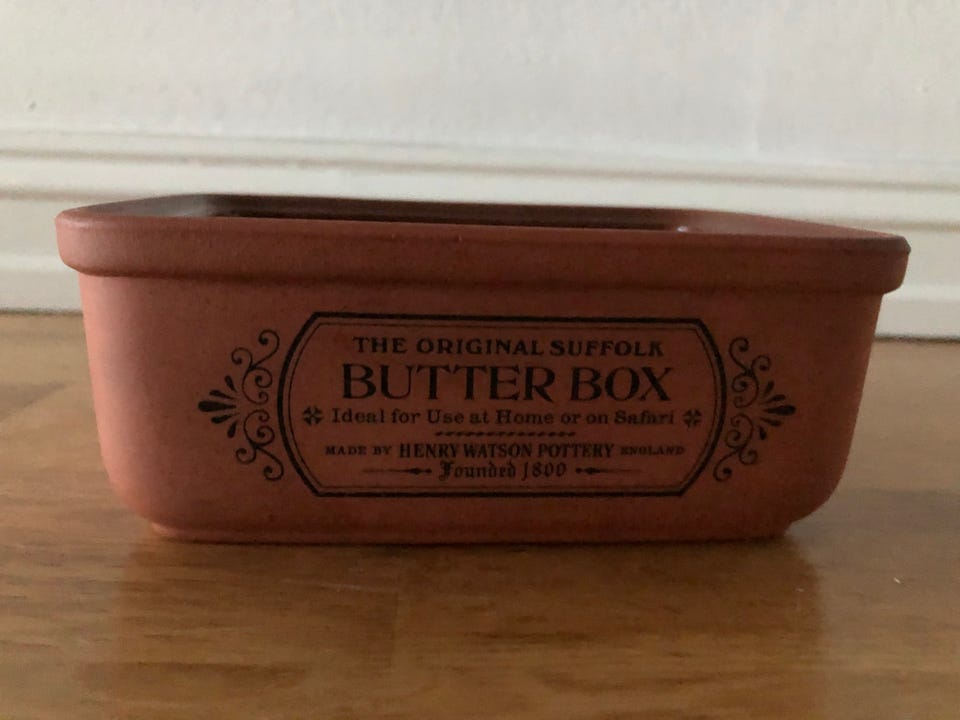 THE ORIGINAL SUFFOLK
BUTTER BOX
Ideal for Use at Home or on Safari
MADE BY HENRY WATSON POTTERY ENGLAND
Founded 1800